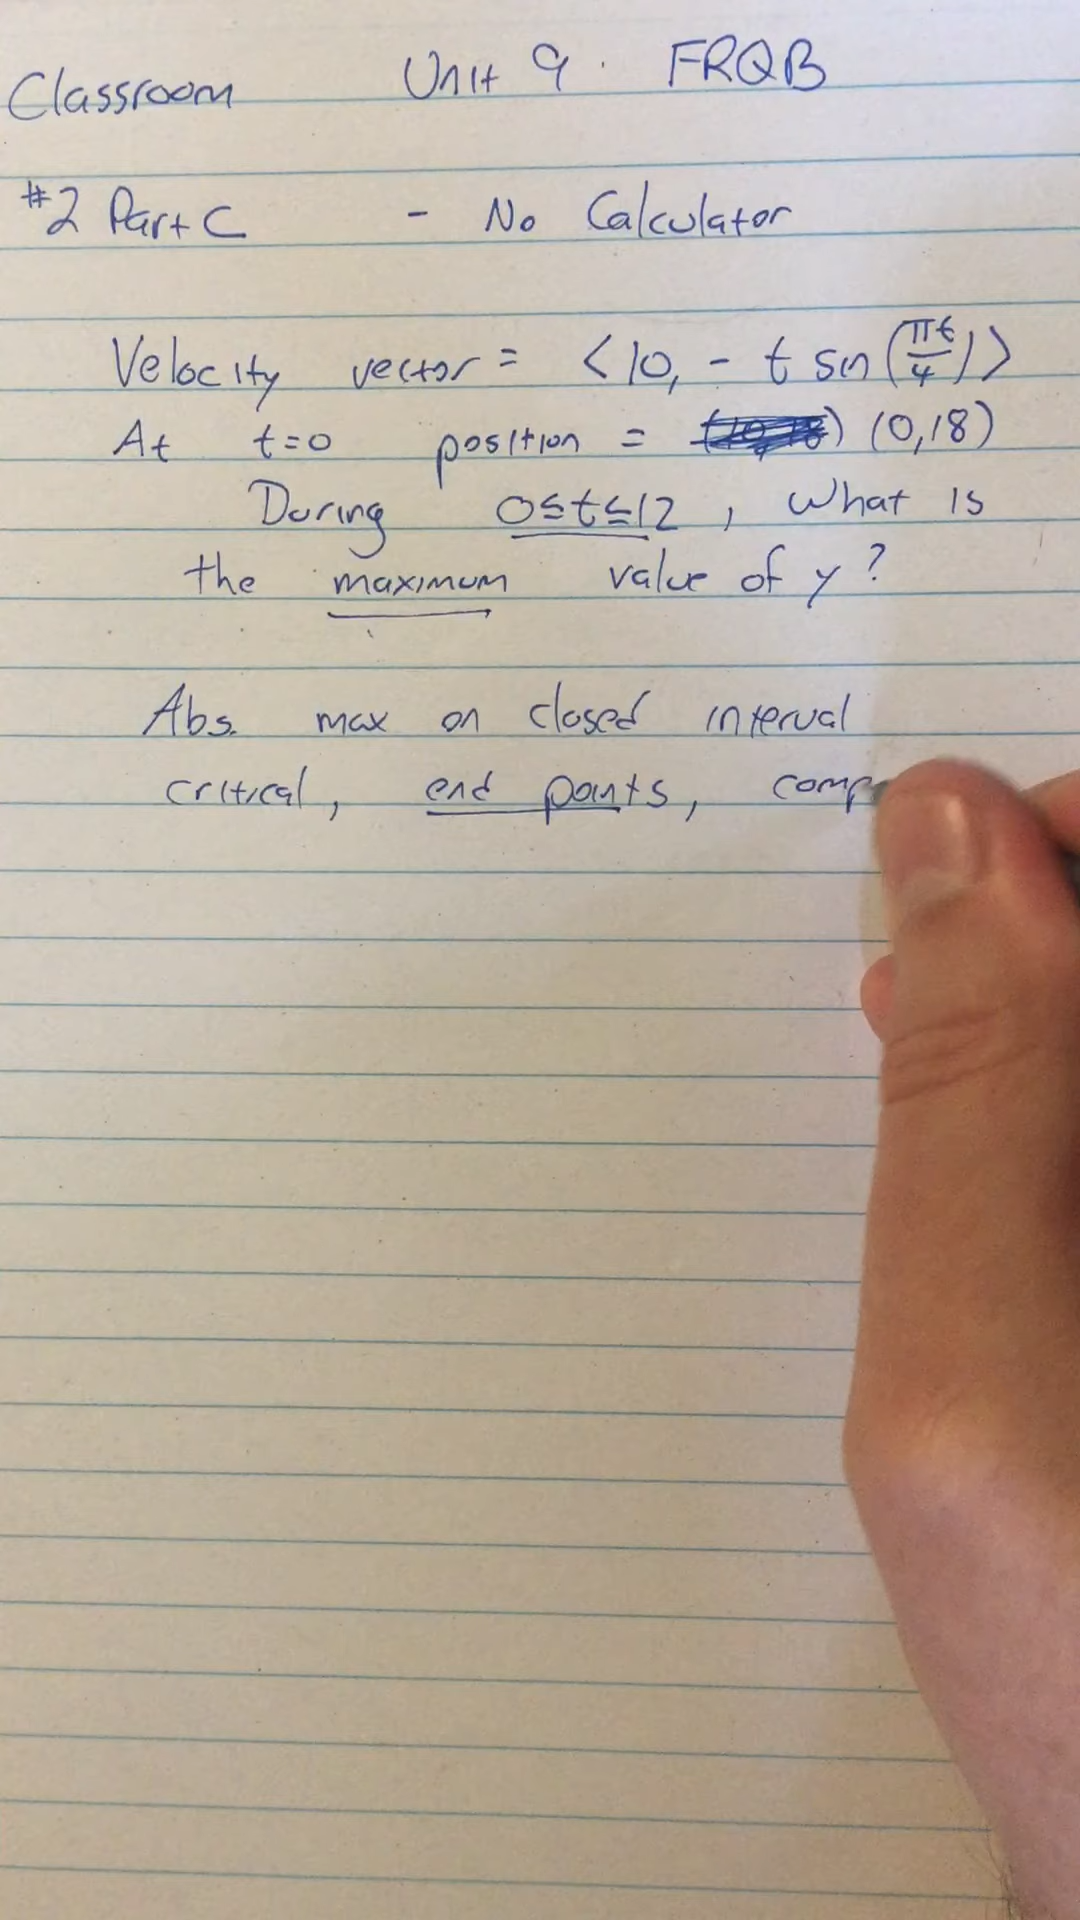 Classroom Unit 9 . FRQB
#2 Part C - No Calculator
Velocity vector = <10, - t sin(πt/4)>
At t=0 position = (0,18)
During 0≤t≤12, What is
the maximum value of y?
Abs. max on closed interval
critical, end points, comp